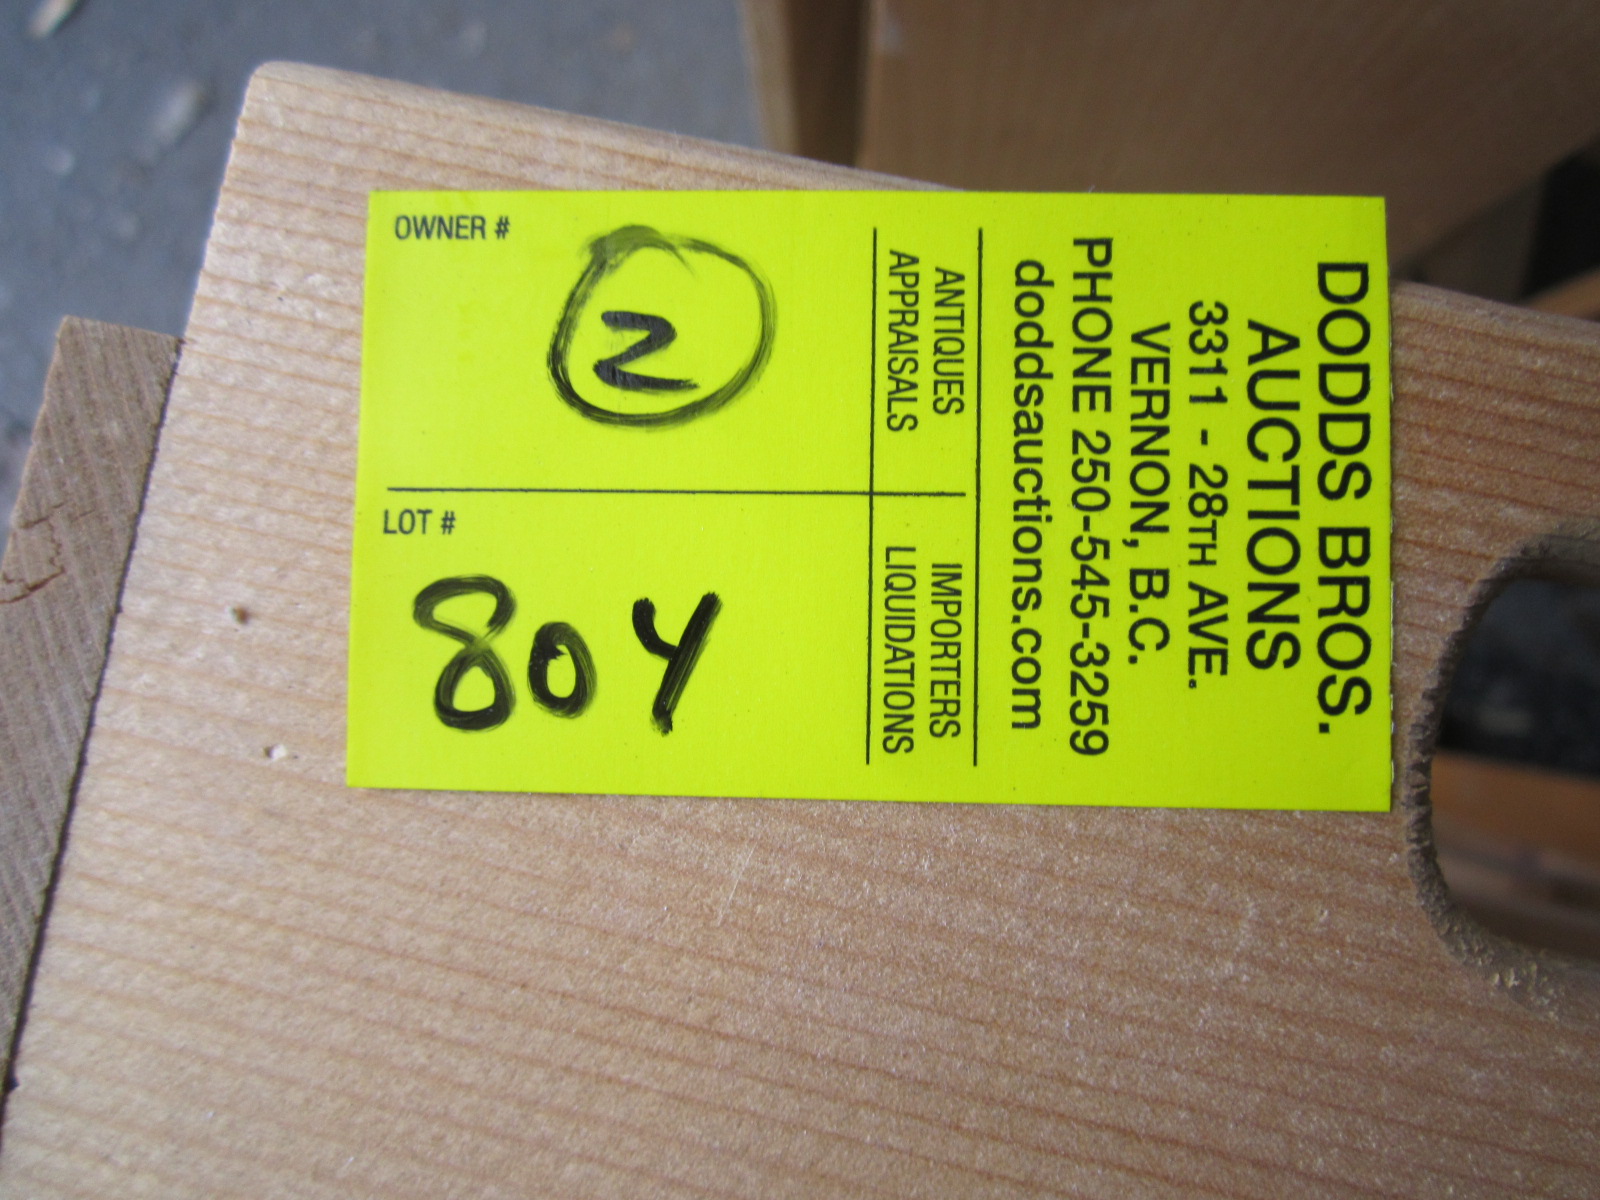 DODDS BROS.
AUCTIONS
3311 - 28TH AVE.
VERNON, B.C.
PHONE 250-545-3259
doddsauctions.com
ANTIQUES
APPRAISALS
IMPORTERS
LIQUIDATIONS
OWNER #
2
LOT #
804